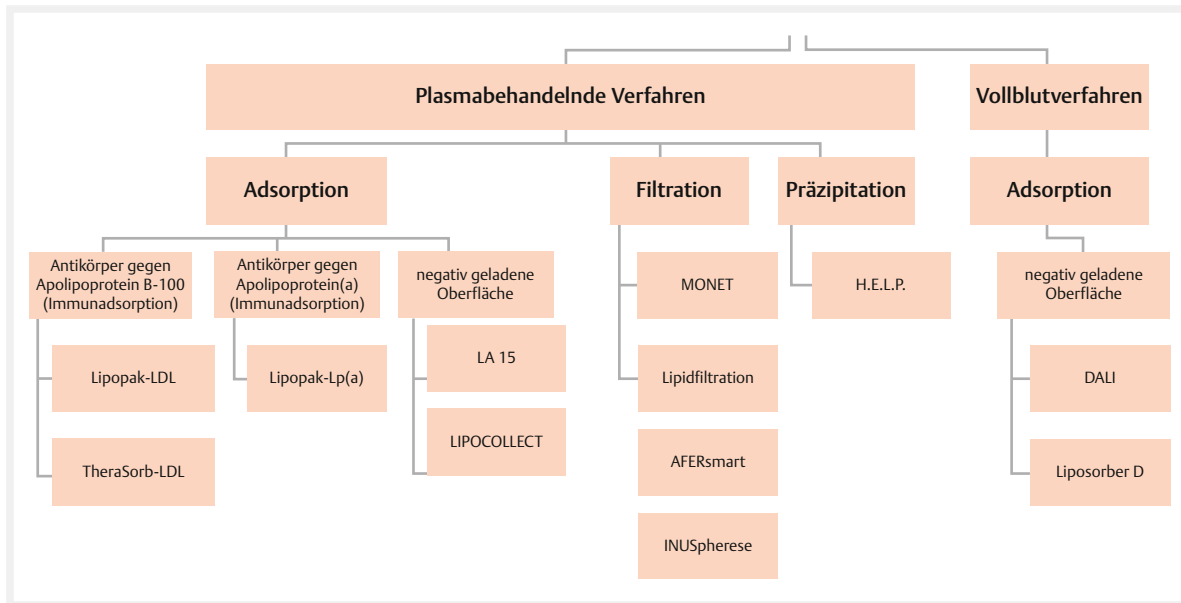 Plasmabehandelnde Verfahren
Vollblutverfahren
Adsorption
Filtration
Präzipitation
Adsorption
Antikörper gegen
Apolipoprotein B-100
(Immunadsorption)
Antikörper gegen
Apolipoprotein(a)
(Immunadsorption)
negativ geladene
Oberfläche
MONET
H.E.L.P.
negativ geladene
Oberfläche
Lipopak-LDL
Lipopak-Lp(a)
LA 15
Lipidfiltration
DALI
TheraSorb-LDL
LIPOCOLLECT
AFERsmart
Liposorber D
INUSpherese